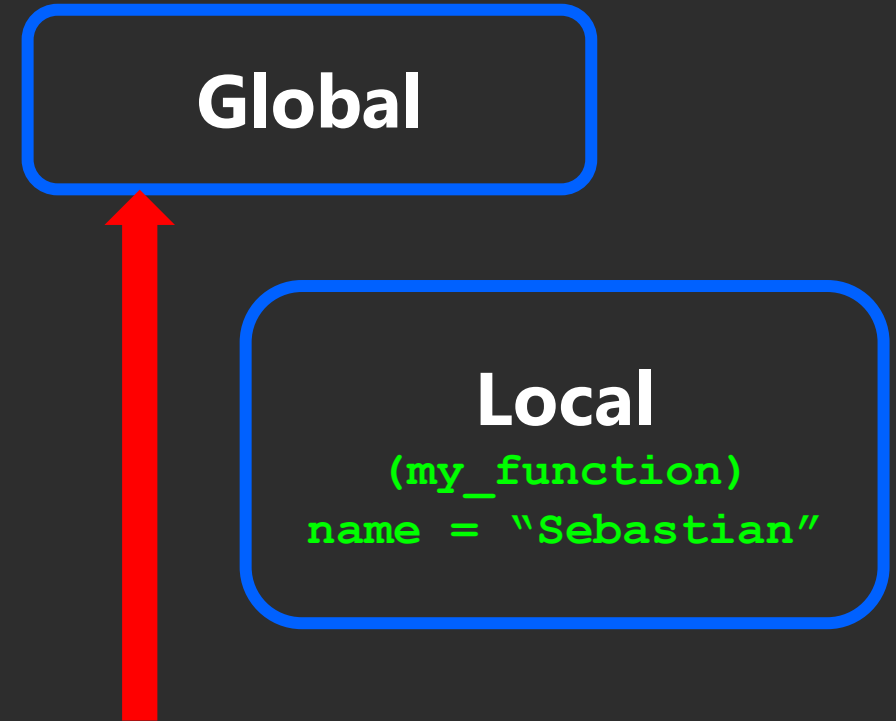 Global
Local
(my_function)
name = “Sebastian”